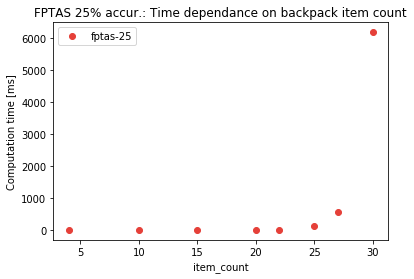 FPTAS 25% accur.: Time dependance on backpack item count
fptas-25
Computation time [ms]
6000
5000
4000
3000
2000
1000
0
5 10 15 20 25 30
item_count